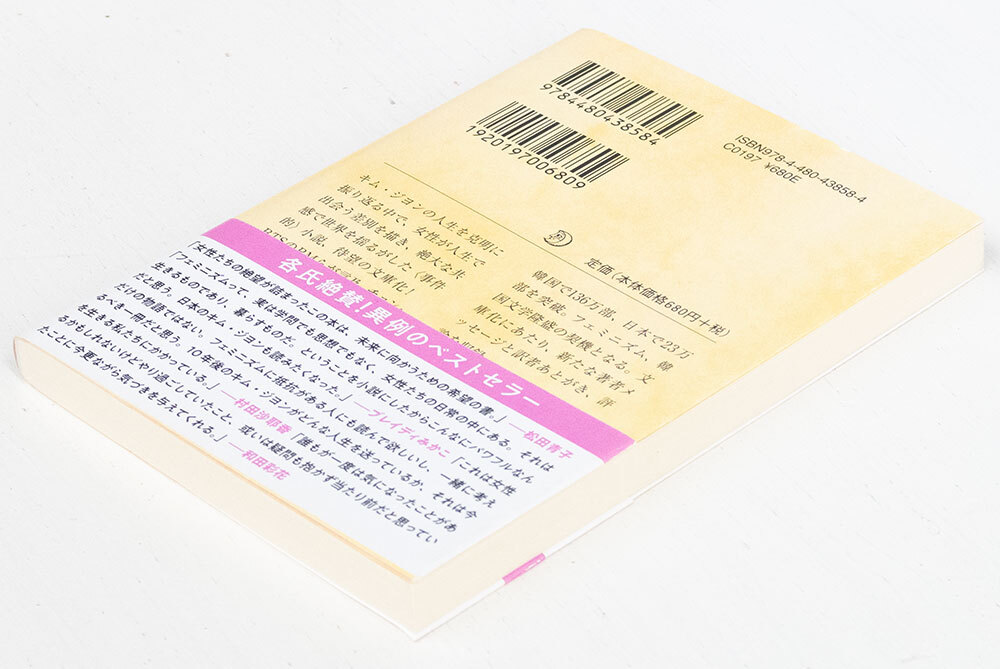 9784480438584
1920197006809
ISBN978-4-480-43858-4
C0197 ¥680E
定価(本体価格680円+税)
キム・ジヨンの人生を克明に
振り返る中で、女性が人生で
出会う差別を描き、絶大な共
感で世界を揺るがした〈事件
的〉小説、待望の文庫化!
韓国で136万部、日本で23万
部を突破。フェミニズム、韓
国文学隆盛の契機となる。文
庫化にあたり、新たな著者メ
ッセージと訳者あとがき、評
各氏絶賛!異例のベストセラー
「女性たちの絶望が詰まったこの本は、未来に向かうための希望の書。」──松田青子
「フェミニズムって、実は学問でも思想でもなく、女性たちの日常の中にある。それは
生きるものであり、暮らすものだ。ということを小説にしたからこんなにパワフルなん
だと思う。日本のキム・ジヨンも読みたくなった。」──ブレイディみかこ「これは女性
だけの物語ではない。フェミニズムに抵抗がある人にも読んで欲しいし、一緒に考え
るべき一冊だと思う。10年後のキム・ジヨンがどんな人生を送っているか、それは今
を生きる私たちにかかっている。」──村田沙耶香「誰もが一度は気になったことがあ
るかもしれないけどやり過ごしていたこと、或いは疑問も抱かず当たり前だと思ってい
たことに今更ながら気づきを与えてくれる。」──和田彩花